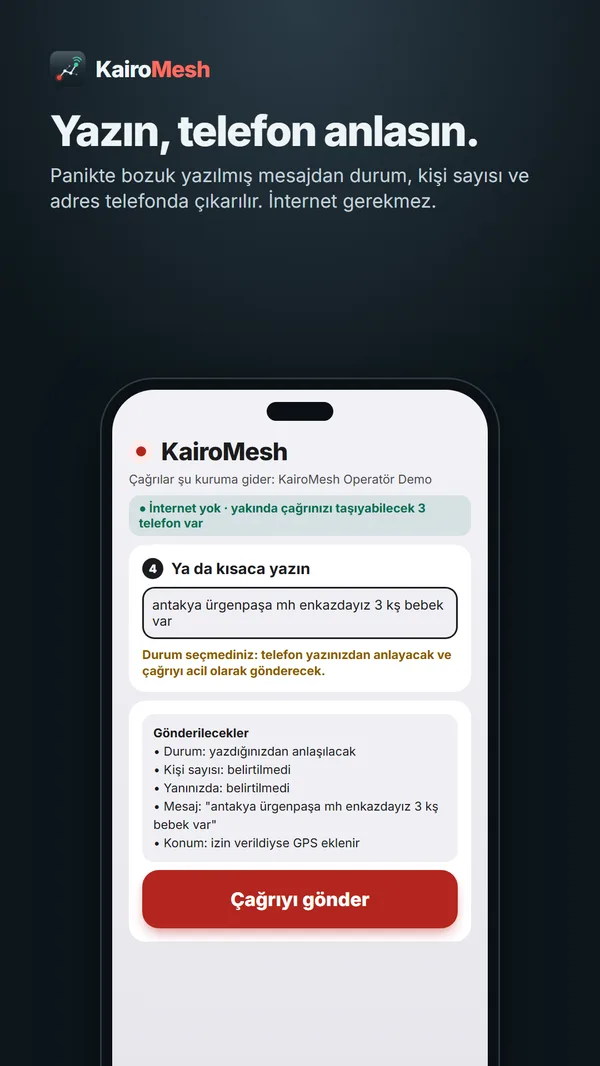 KairoMesh
Yazın, telefon anlasın.
Panikte bozuk yazılmış mesajdan durum, kişi sayısı ve
adres telefonda çıkarılır. İnternet gerekmez.
KairoMesh
Çağrılar şu kuruma gider: KairoMesh Operatör Demo
● İnternet yok · yakında çağrınızı taşıyabilecek 3
telefon var
4 Ya da kısaca yazın
antakya ürgenpaşa mh enkazdayız 3 kş bebek
var
Durum seçmediniz: telefon yazınızdan anlayacak ve
çağrıyı acil olarak gönderecek.
Gönderilecekler
• Durum: yazdığınızdan anlaşılacak
• Kişi sayısı: belirtilmedi
• Yanınızda: belirtilmedi
• Mesaj: "antakya ürgenpaşa mh enkazdayız 3 kş
bebek var"
• Konum: izin verildiyse GPS eklenir
Çağrıyı gönder